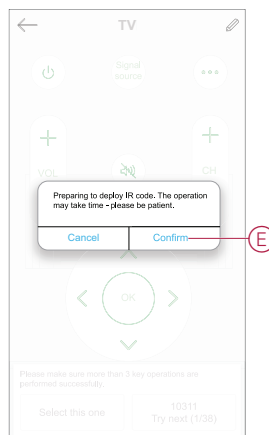 TV
Signal
source
VOL
CH
Preparing to deploy IR code. The operation
may take time - please be patient.
Cancel
Confirm
E
OK
Please make sure more than 3 key operations are
performed successfully.
Select this one
10311
Try next (1/38)